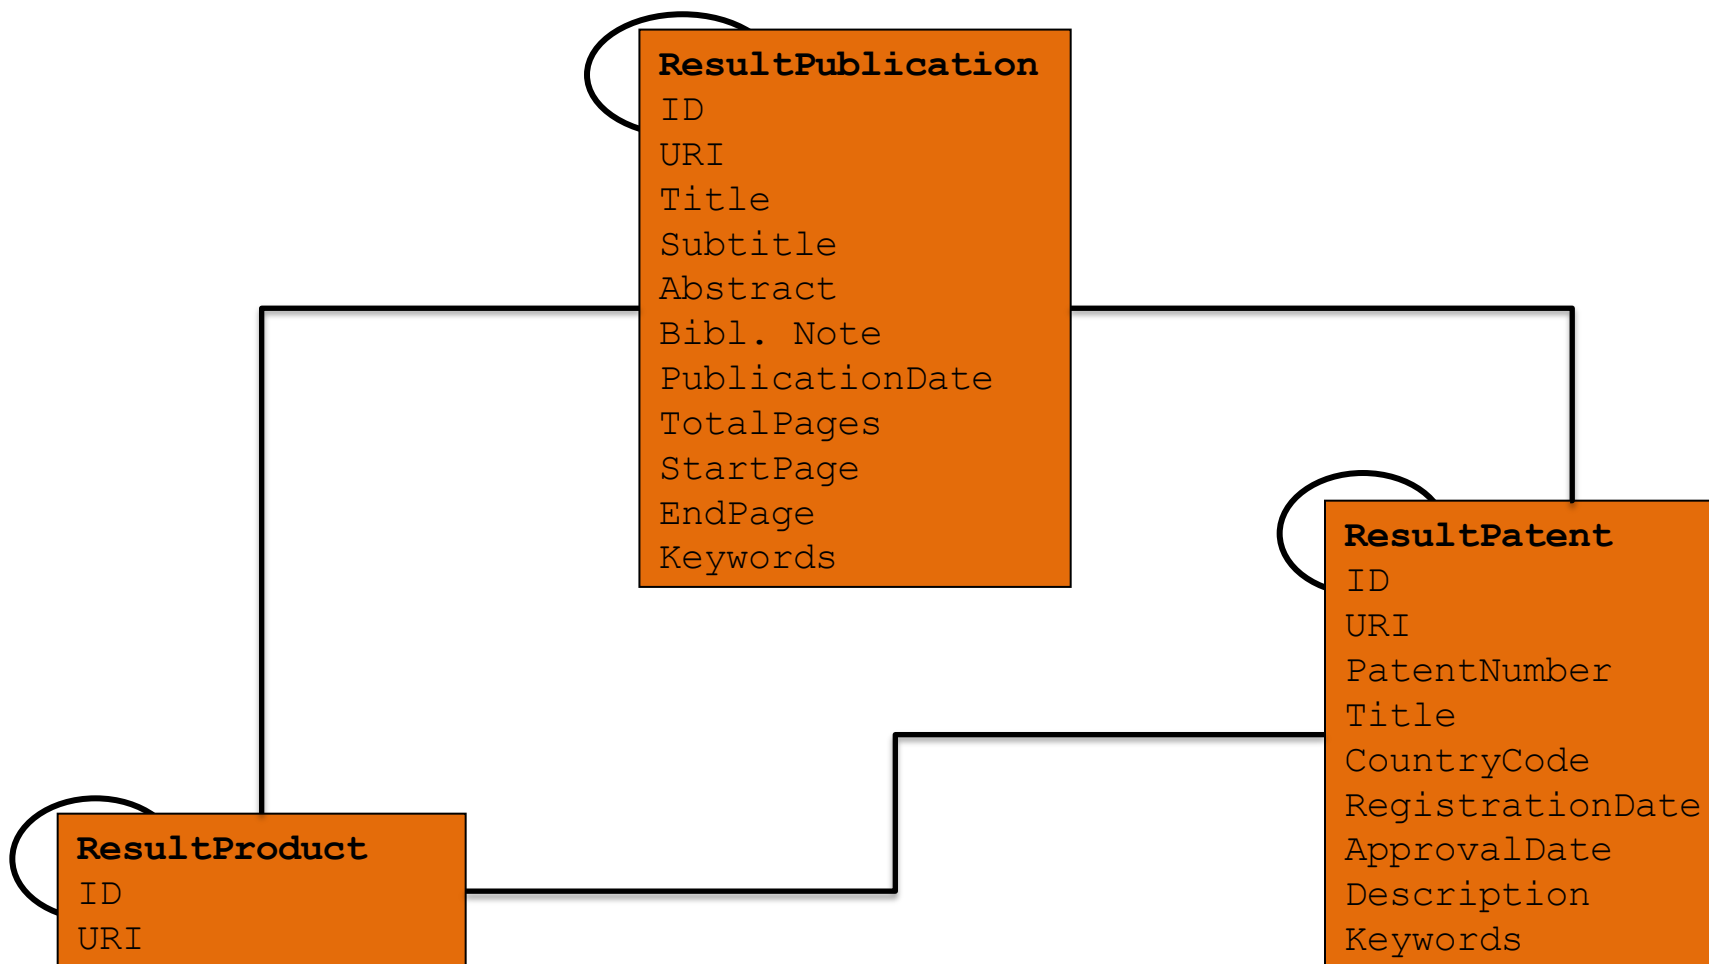 ResultPublication
ID
URI
Title
Subtitle
Abstract
Bibl. Note
PublicationDate
TotalPages
StartPage
EndPage
Keywords
ResultPatent
ID
URI
PatentNumber
Title
CountryCode
RegistrationDate
ApprovalDate
Description
Keywords
ResultProduct
ID
URI